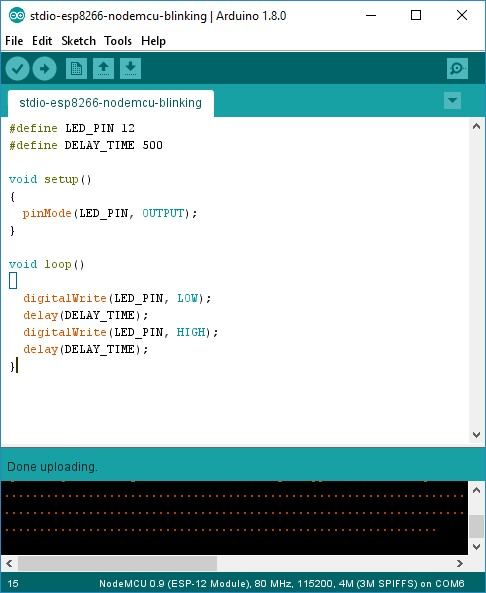 stdio-esp8266-nodemcu-blinking | Arduino 1.8.0
File Edit Sketch Tools Help
stdio-esp8266-nodemcu-blinking
#define LED_PIN 12
#define DELAY_TIME 500
void setup()
{
pinMode(LED_PIN, OUTPUT);
}
void loop()
digitalWrite(LED_PIN, LOW);
delay(DELAY_TIME);
digitalWrite(LED_PIN, HIGH);
delay(DELAY_TIME);
}
Done uploading.
................................................................................
................................................................................
...........................................................................
15 NodeMCU 0.9 (ESP-12 Module), 80 MHz, 115200, 4M (3M SPIFFS) on COM6